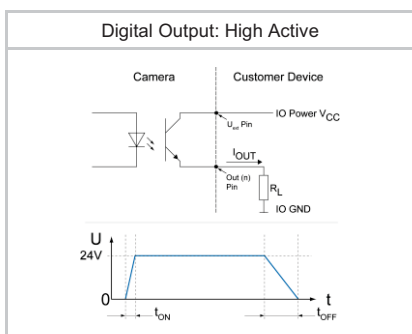 Digital Output: High Active
Camera
Customer Device
IO Power VCC
Uext Pin
IOUT
Out (n)
Pin
RL
IO GND
U
24V
0
t
tON
tOFF